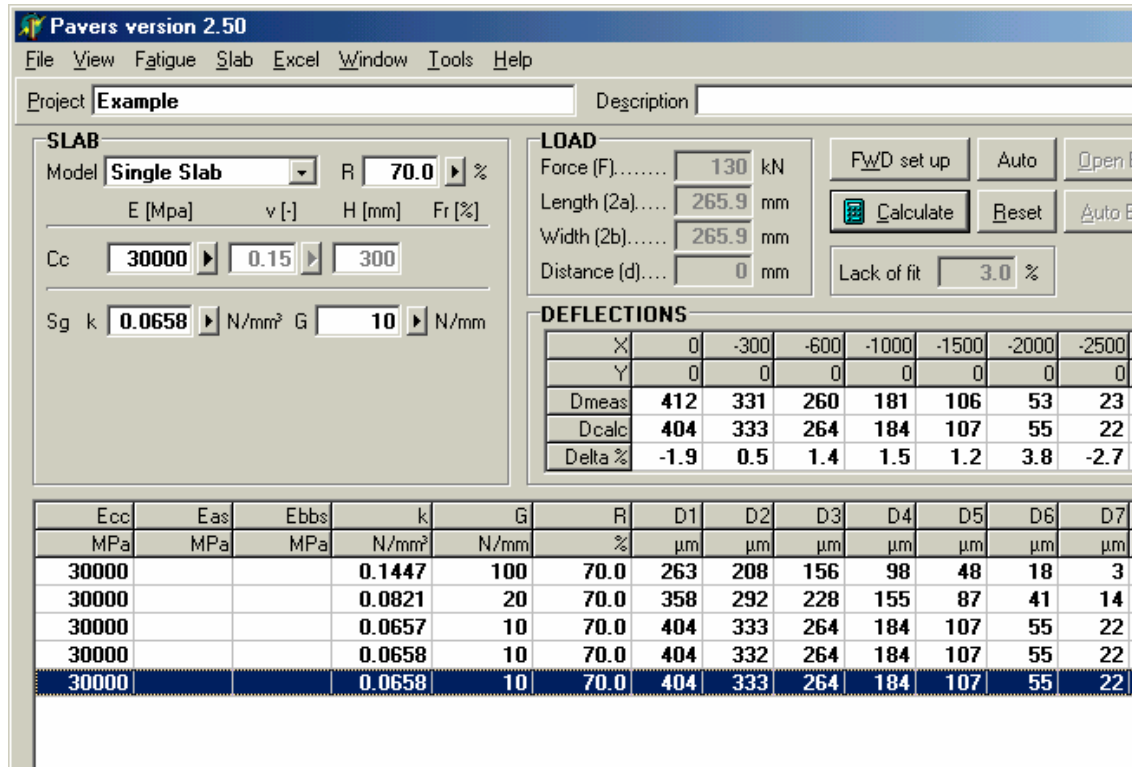 Pavers version 2.50
File View Fatigue Slab Excel Window Tools Help
Project Example Description
SLAB
Model Single Slab R 70.0 %
E [Mpa] v [-] H [mm] Fr [%]
Cc 30000 0.15 300
Sg k 0.0658 N/mm³ G 10 N/mm
LOAD
Force (F)........ 130 kN
Length (2a)..... 265.9 mm
Width (2b)...... 265.9 mm
Distance (d).... 0 mm
FWD set up Auto Open
Calculate Reset Auto
Lack of fit 3.0 %
DEFLECTIONS
X 0 -300 -600 -1000 -1500 -2000 -2500
Y 0 0 0 0 0 0 0
Dmeas 412 331 260 181 106 53 23
Dcalc 404 333 264 184 107 55 22
Delta % -1.9 0.5 1.4 1.5 1.2 3.8 -2.7
Ecc Eas Ebbs k G R D1 D2 D3 D4 D5 D6 D7
MPa MPa MPa N/mm³ N/mm % µm µm µm µm µm µm µm
30000 0.1447 100 70.0 263 208 156 98 48 18 3
30000 0.0821 20 70.0 358 292 228 155 87 41 14
30000 0.0657 10 70.0 404 333 264 184 107 55 22
30000 0.0658 10 70.0 404 332 264 184 107 55 22
30000 0.0658 10 70.0 404 333 264 184 107 55 22